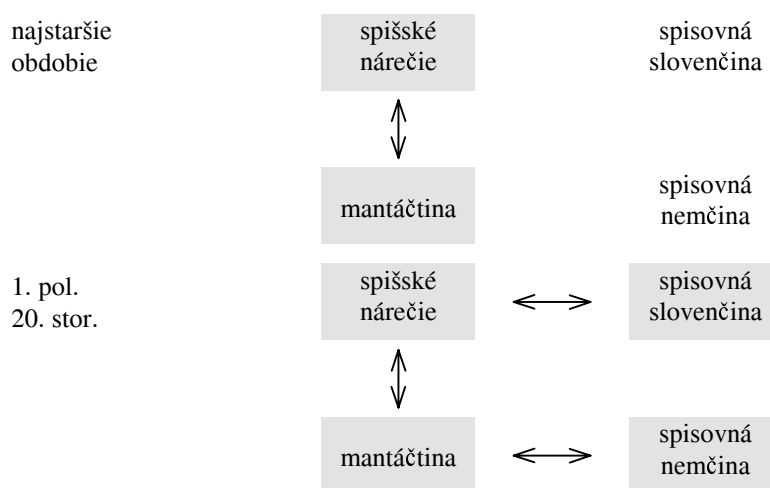 najstaršie
obdobie
spišské
nárečie
spisovná
slovenčina
mantáčtina
spisovná
nemčina
1. pol.
20. stor.
spišské
nárečie
spisovná
slovenčina
mantáčtina
spisovná
nemčina